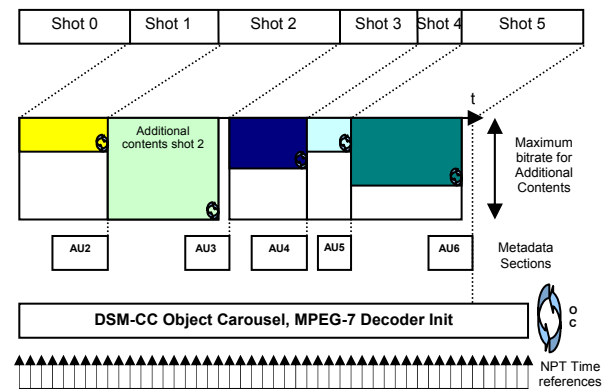 Shot 0
Shot 1
Shot 2
Shot 3
Shot 4
Shot 5
t
Additional
contents shot 2
Maximum
bitrate for
Additional
Contents
AU2
AU3
AU4
AU5
AU6
Metadata
Sections
DSM-CC Object Carousel, MPEG-7 Decoder Init
O
C
NPT Time
references